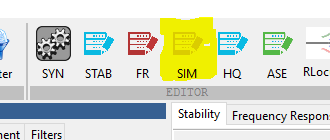 ter SYN STAB FR SIM HQ ASE RLoc
EDITOR
Stability Frequency Respon
ment Filters